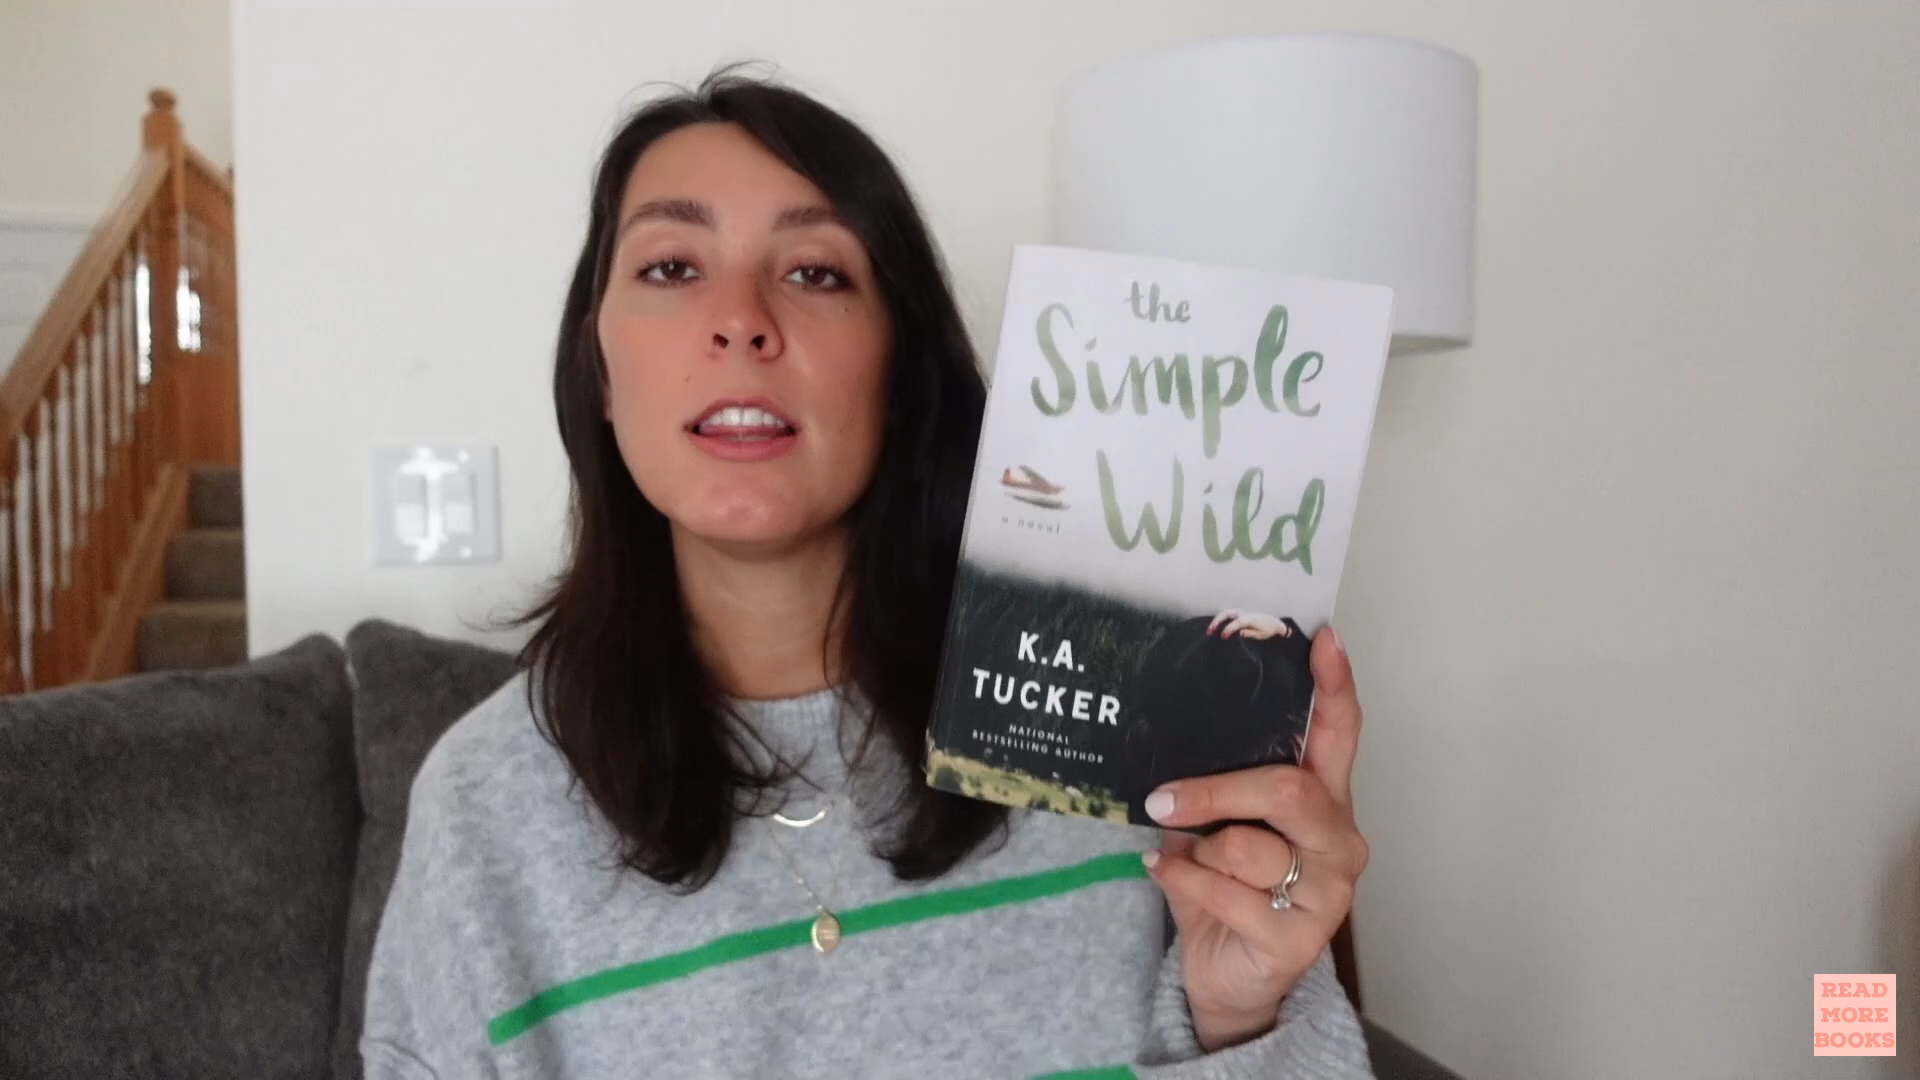 the
Simple
Wild
a novel
K.A.
TUCKER
NATIONAL
BESTSELLING AUTHOR
READ
MORE
BOOKS